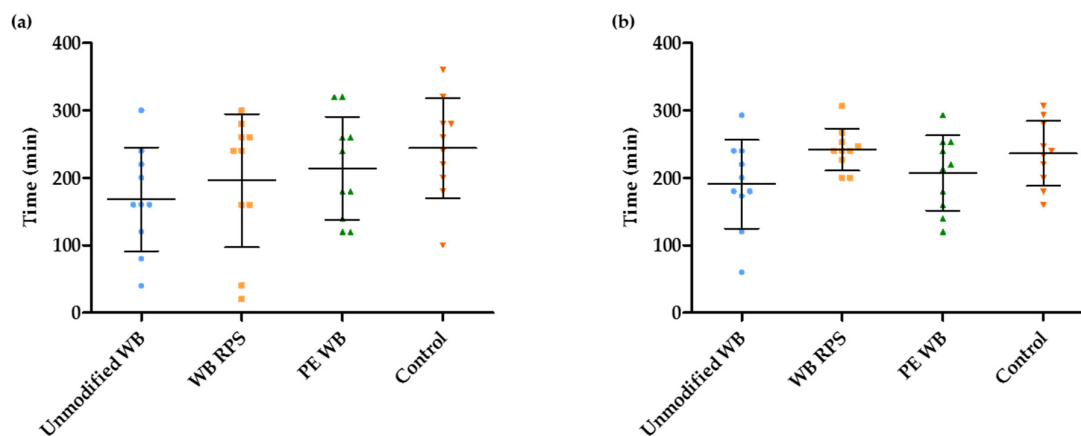 (a)
400
300
200
100
0
Time (min)
Unmodified WB
WB RPS
PE WB
Control
(b)
400
300
200
100
0
Time (min)
Unmodified WB
WB RPS
PE WB
Control